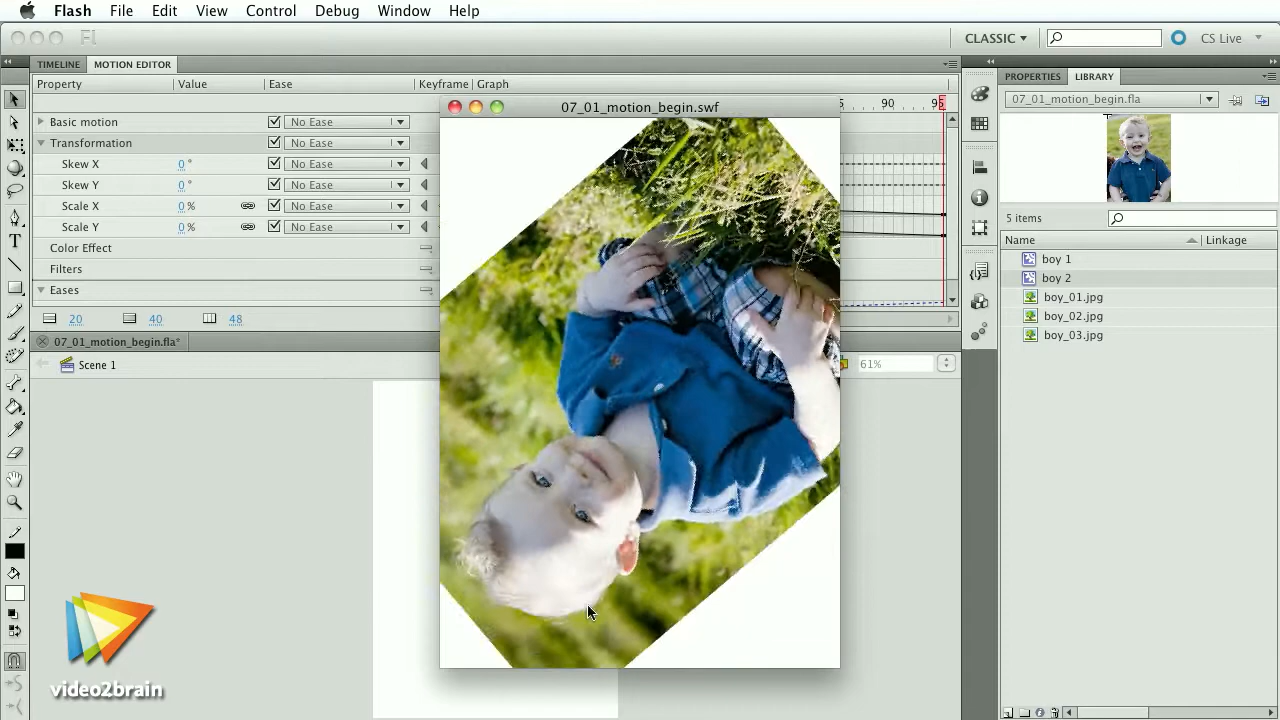 Flash File Edit View Control Debug Window Help
Fl CLASSIC CS Live
TIMELINE MOTION EDITOR
Property Value Ease Keyframe Graph
90 95
Basic motion No Ease
Transformation No Ease
Skew X 0 ° No Ease
Skew Y 0 ° No Ease
Scale X 0 % No Ease
Scale Y 0 % No Ease
Color Effect
Filters
Eases
20 40 48
07_01_motion_begin.fla*
Scene 1
61%
07_01_motion_begin.swf
PROPERTIES LIBRARY
07_01_motion_begin.fla
5 items
Name Linkage
boy 1
boy 2
boy_01.jpg
boy_02.jpg
boy_03.jpg
T
video2brain